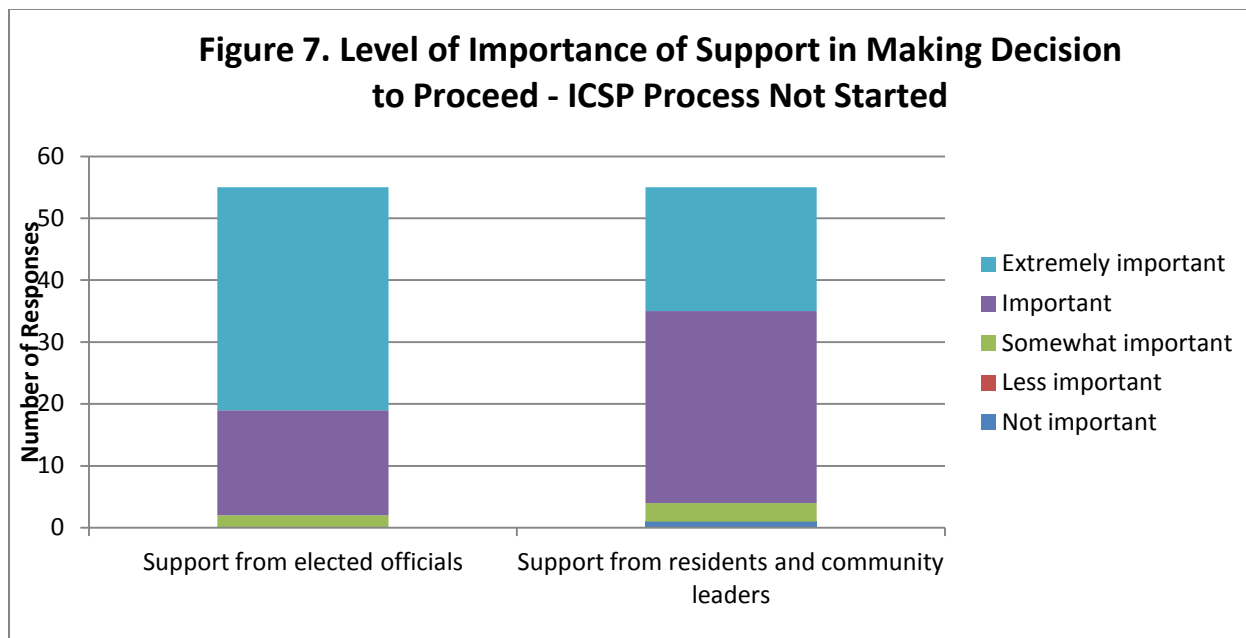 Figure 7. Level of Importance of Support in Making Decision
to Proceed - ICSP Process Not Started
Number of Responses
60
50
40
30
20
10
0
Support from elected officials
Support from residents and community
leaders
Extremely important
Important
Somewhat important
Less important
Not important